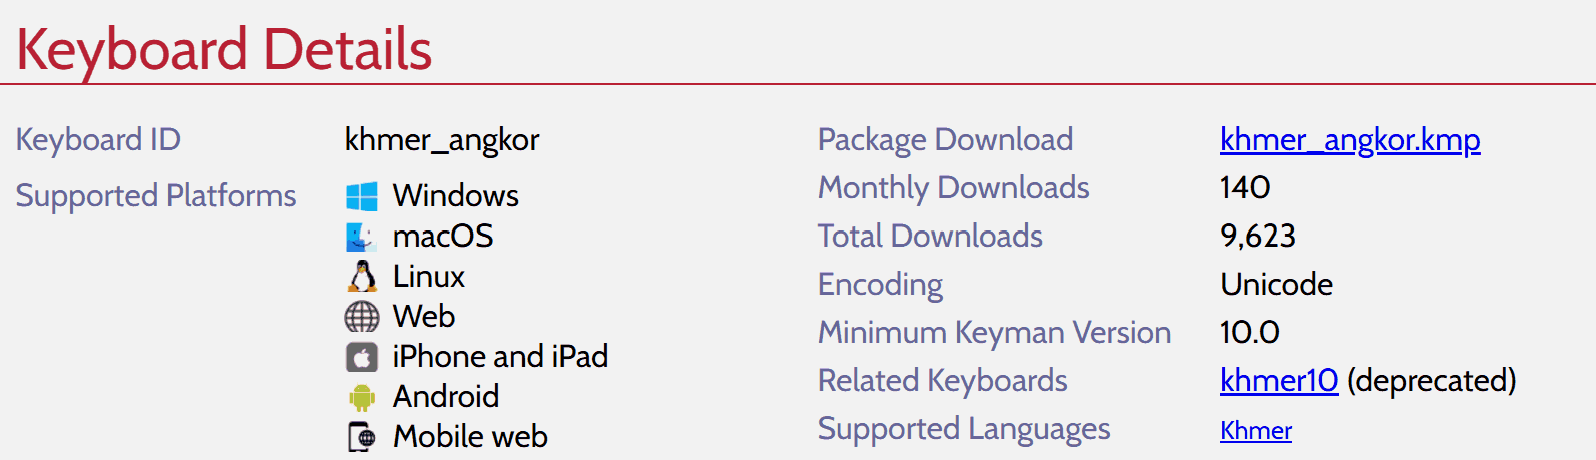 Keyboard Details
Keyboard ID khmer_angkor
Supported Platforms Windows
macOS
Linux
Web
iPhone and iPad
Android
Mobile web
Package Download khmer_angkor.kmp
Monthly Downloads 140
Total Downloads 9,623
Encoding Unicode
Minimum Keyman Version 10.0
Related Keyboards khmer10 (deprecated)
Supported Languages Khmer